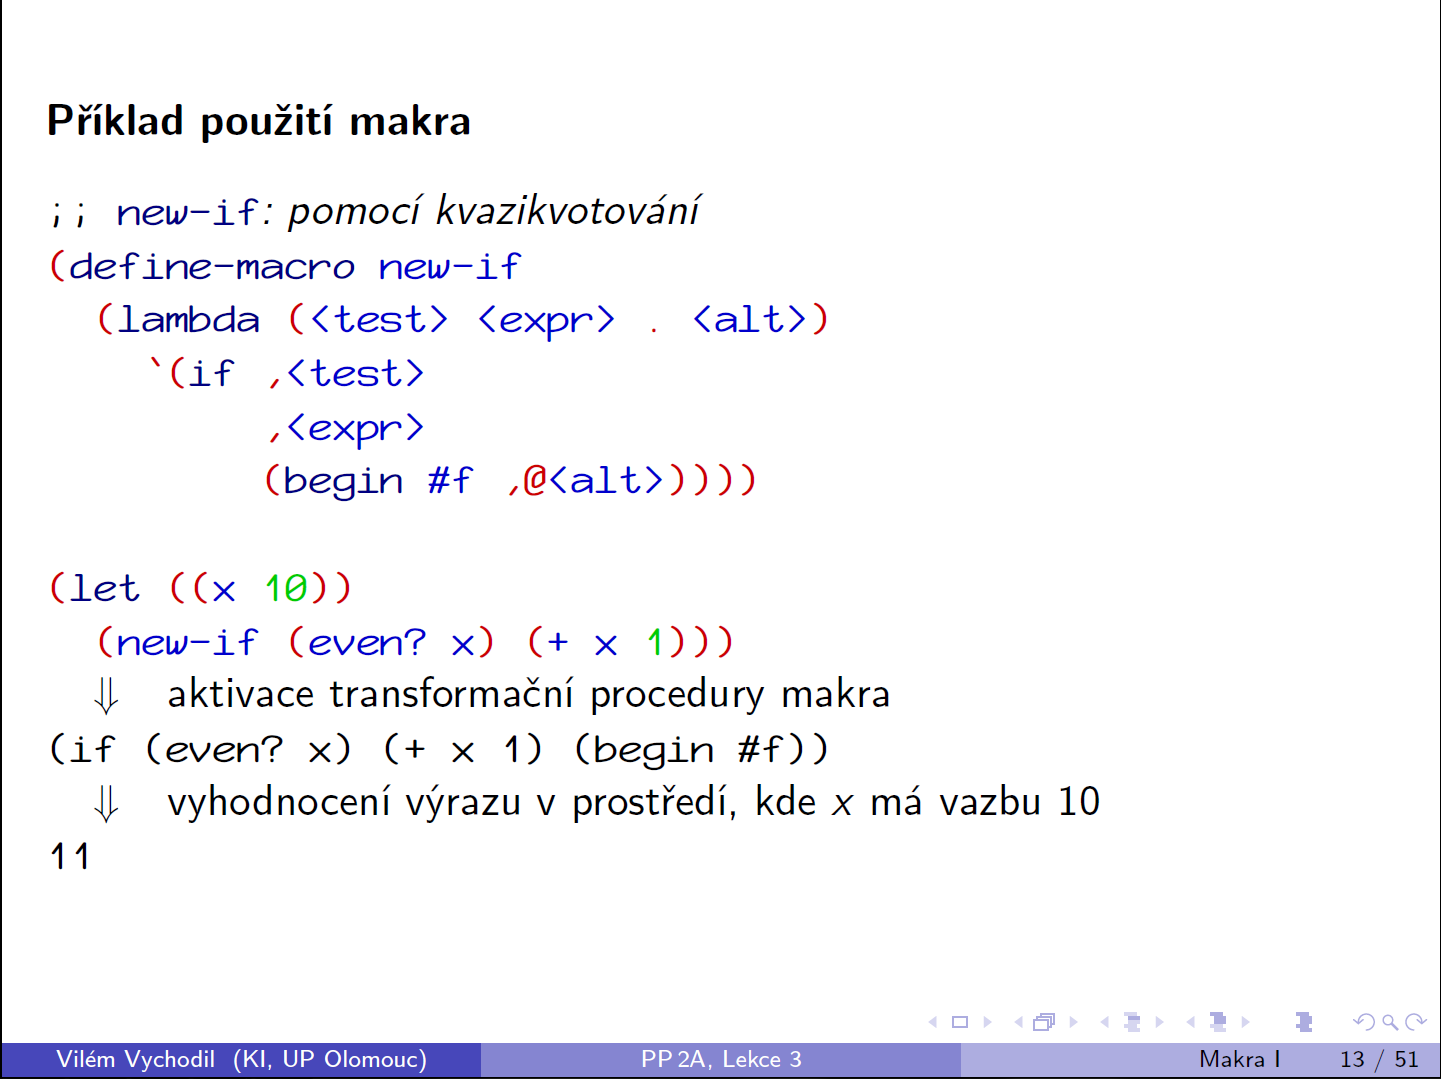 Příklad použití makra
;; new-if: pomocí kvazikvotování
(define-macro new-if
(lambda (<test> <expr> . <alt>)
`(if ,<test>
,<expr>
(begin #f ,@<alt>))))
(let ((x 10))
(new-if (even? x) (+ x 1)))
⇓ aktivace transformační procedury makra
(if (even? x) (+ x 1) (begin #f))
⇓ vyhodnocení výrazu v prostředí, kde x má vazbu 10
11
Vilém Vychodil (KI, UP Olomouc) PP 2A, Lekce 3 Makra I 13 / 51